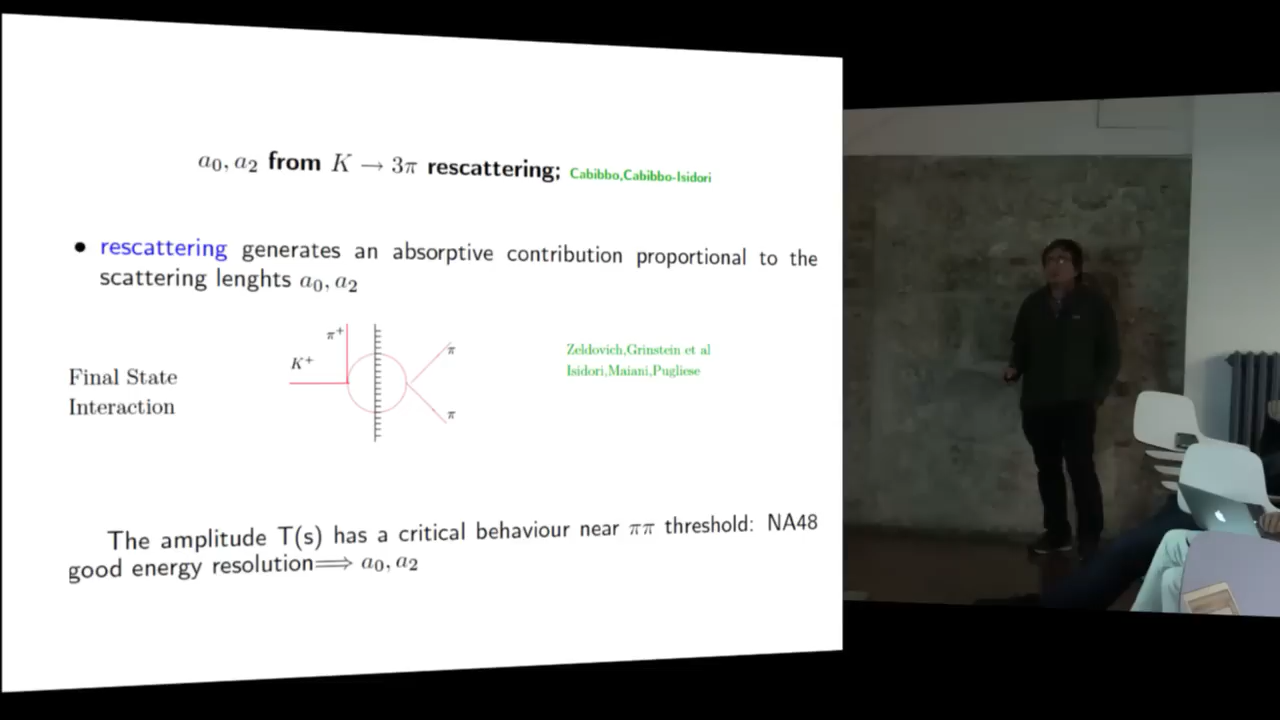 a₀, a₂ from K → 3π rescattering; Cabibbo,Cabibbo-Isidori
• rescattering generates an absorptive contribution proportional to the
scattering lenghts a₀, a₂
π⁺
K⁺
π
π
Zeldovich,Grinstein et al
Isidori,Maiani,Pugliese
Final State
Interaction
The amplitude T(s) has a critical behaviour near ππ threshold: NA48
good energy resolution⟹ a₀, a₂